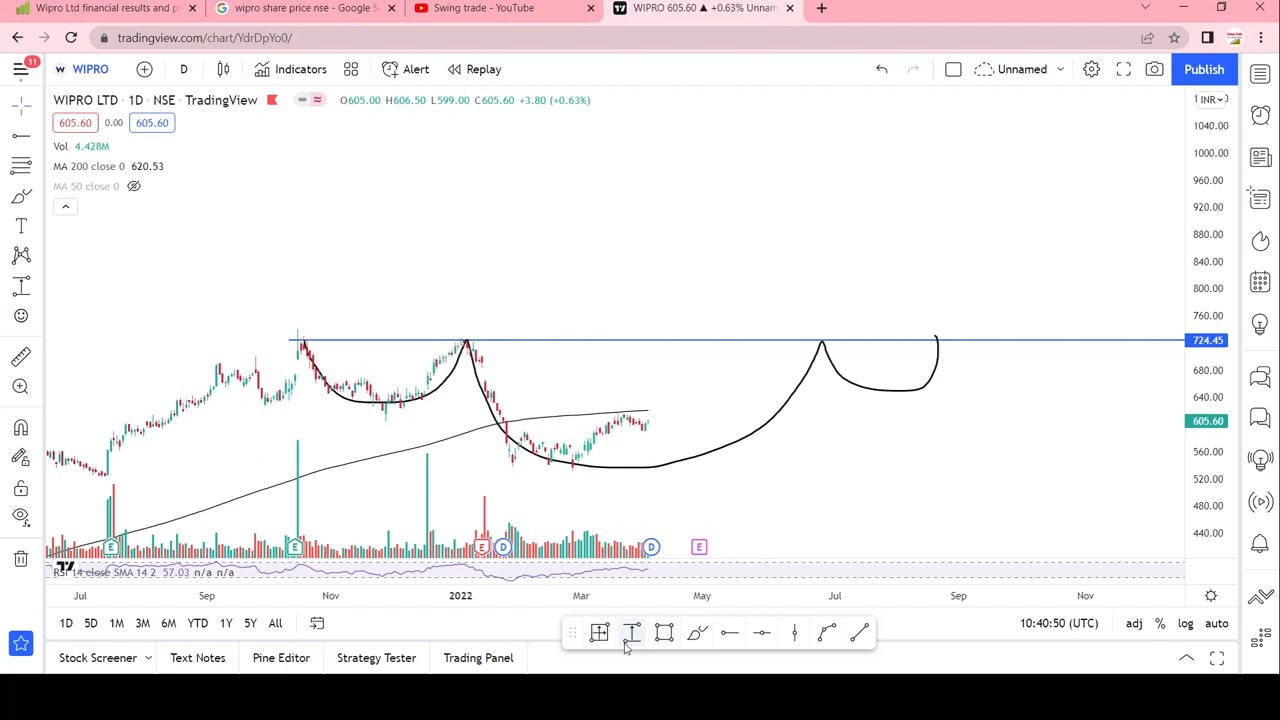 Wipro Ltd financial results and p
wipro share price nse - Google S
Swing trade - YouTube
WIPRO 605.60 ▲ +0.63% Unnam
tradingview.com/chart/YdrDpYo0/
11
WIPRO
D
Indicators
Alert
Replay
Unnamed
Publish
WIPRO LTD · 1D · NSE · TradingView
O605.00 H606.50 L599.00 C605.60 +3.80 (+0.63%)
INR
605.60
0.00
605.60
Vol 4.428M
MA 200 close 0 620.53
MA 50 close 0
1040.00
1000.00
960.00
920.00
880.00
840.00
800.00
760.00
724.45
680.00
640.00
605.60
560.00
520.00
480.00
440.00
E
E
E
D
D
E
RSI 14 close SMA 14 2 57.03 n/a n/a
Jul
Sep
Nov
2022
Mar
May
Jul
Sep
Nov
1D
5D
1M
3M
6M
YTD
1Y
5Y
All
10:40:50 (UTC)
adj
%
log
auto
Stock Screener
Text Notes
Pine Editor
Strategy Tester
Trading Panel